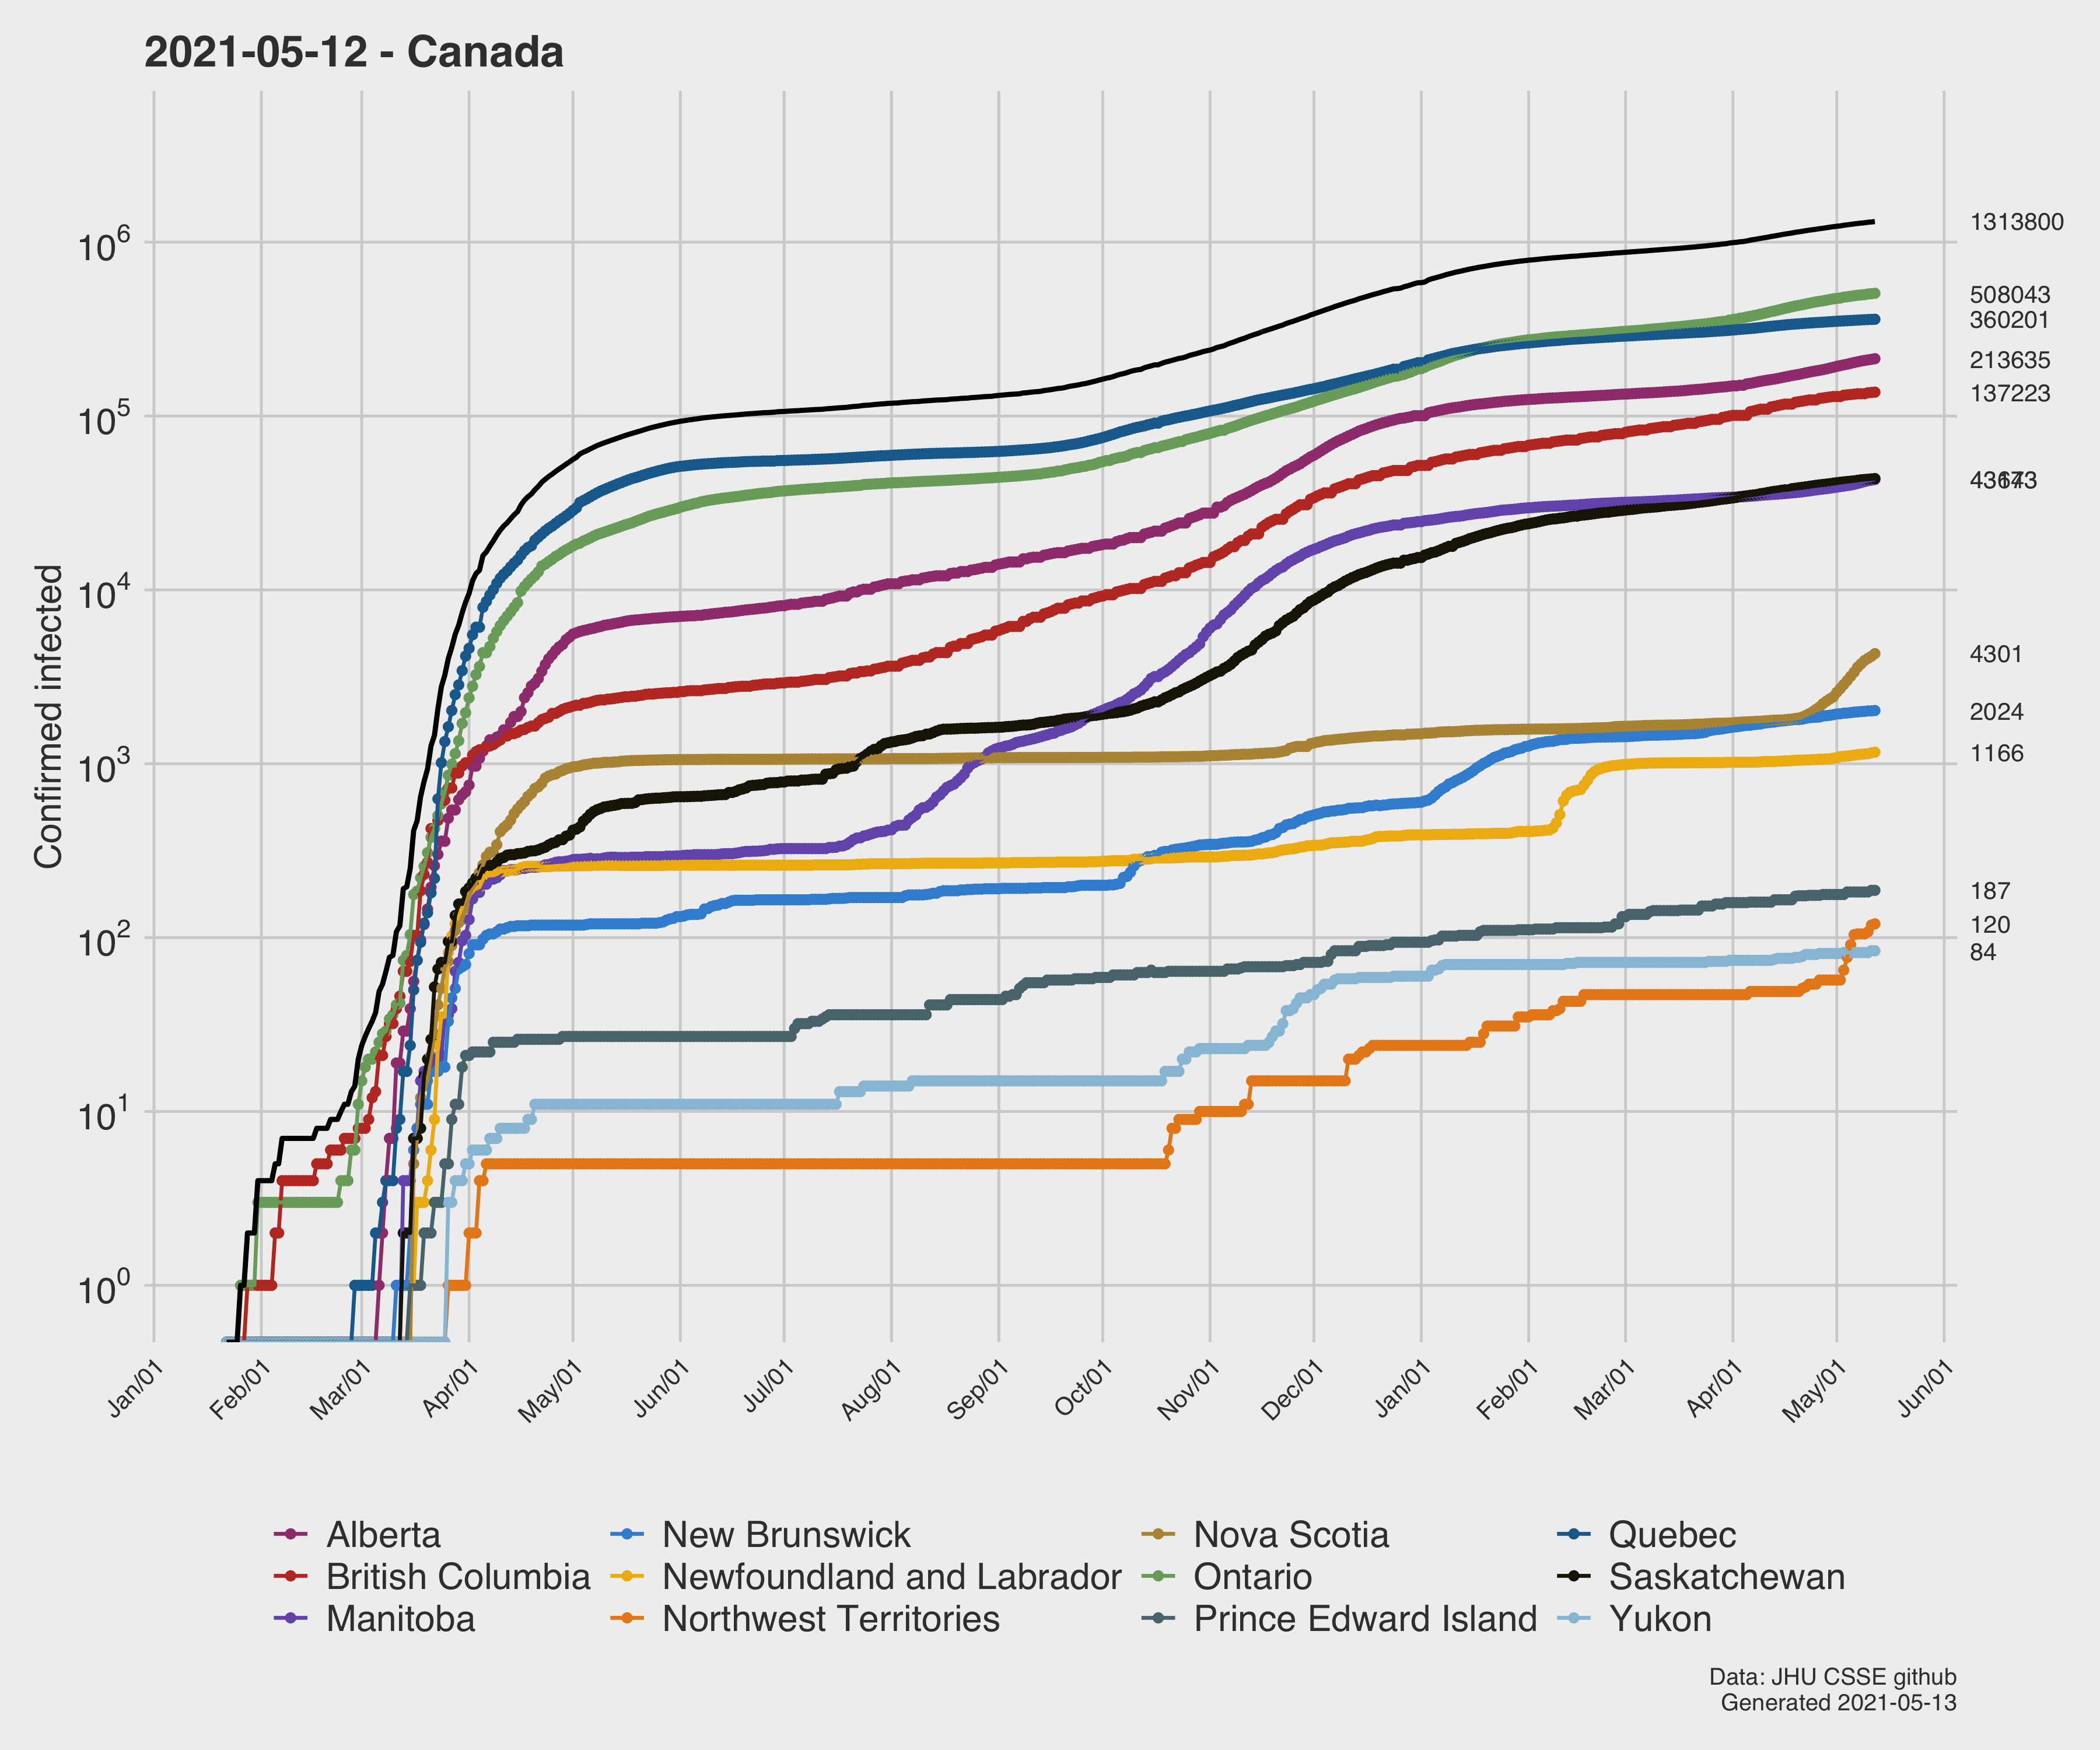 2021-05-12 - Canada
Confirmed infected
10^6
10^5
10^4
10^3
10^2
10^1
10^0
1313800
508043
360201
213635
137223
4301
2024
1166
187
120
84
Jan/01 Feb/01 Mar/01 Apr/01 May/01 Jun/01 Jul/01 Aug/01 Sep/01 Oct/01 Nov/01 Dec/01 Jan/01 Feb/01 Mar/01 Apr/01 May/01 Jun/01
Alberta New Brunswick Nova Scotia Quebec
British Columbia Newfoundland and Labrador Ontario Saskatchewan
Manitoba Northwest Territories Prince Edward Island Yukon
Data: JHU CSSE github
Generated 2021-05-13